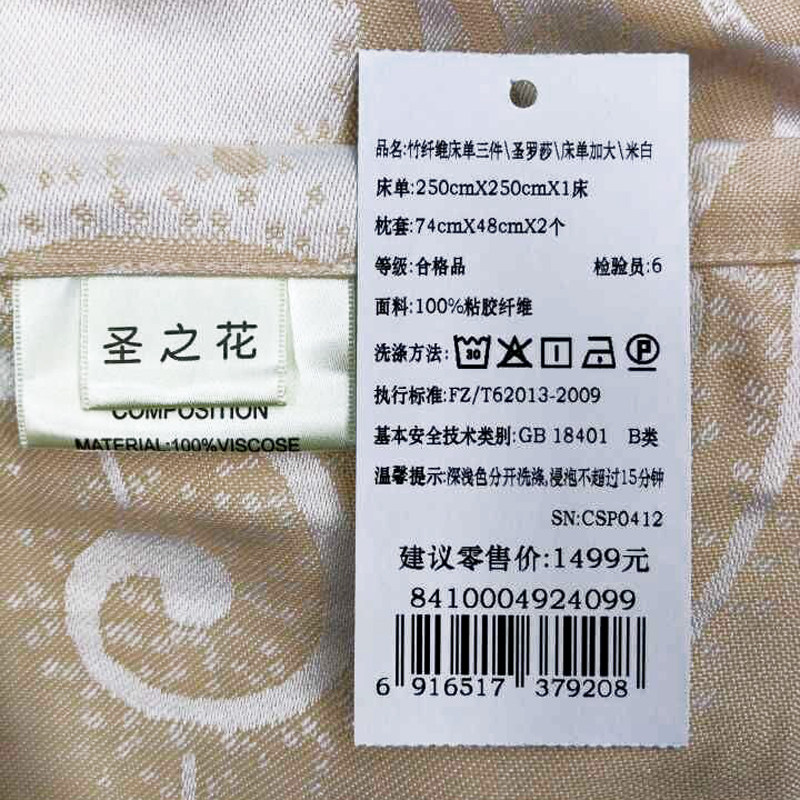 品名:竹纤维床单三件\圣罗莎\床单加大\米白
床单:250cmX250cmX1床
枕套:74cmX48cmX2个
等级:合格品 检验员:6
面料:100%粘胶纤维
洗涤方法: 30 P
执行标准:FZ/T62013-2009
基本安全技术类别:GB 18401 B类
温馨提示:深浅色分开洗涤,浸泡不超过15分钟
SN:CSP0412
建议零售价:1499元
8410004924099
6 916517 379208
圣之花
COMPOSITION
MATERIAL:100%VISCOSE